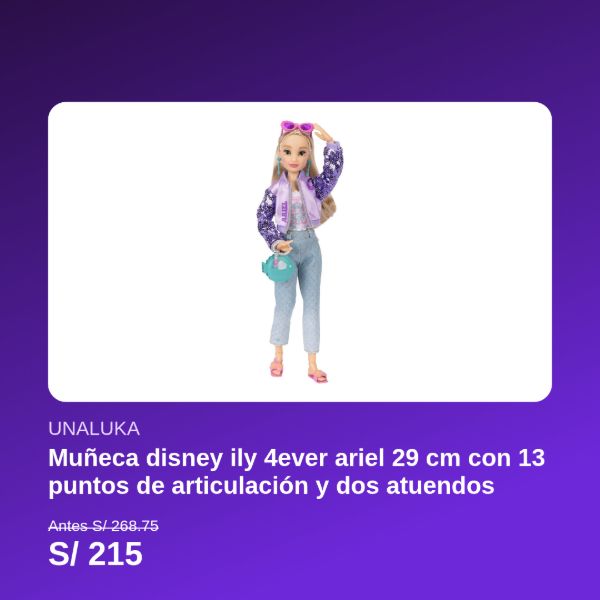 ARIEL
UNALUKA
Muñeca disney ily 4ever ariel 29 cm con 13
puntos de articulación y dos atuendos
Antes S/ 268.75
S/ 215